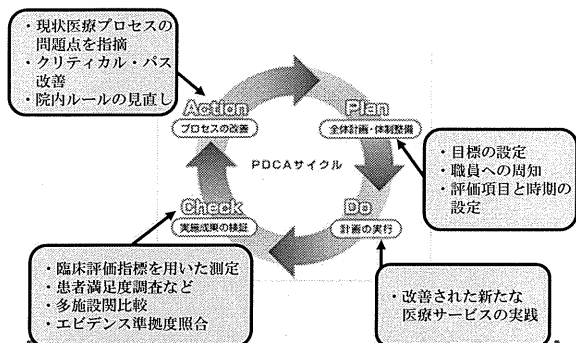 ・現状医療プロセスの
問題点を指摘
・クリティカル・パス
改善
・院内ルールの見直し
Action
プロセスの改善
Plan
全体計画・体制整備
PDCAサイクル
・目標の設定
・職員への周知
・評価項目と時期の
設定
Check
実施成果の検証
Do
計画の実行
・臨床評価指標を用いた測定
・患者満足度調査など
・多施設関比較
・エビデンス準拠度照合
・改善された新たな
医療サービスの実践